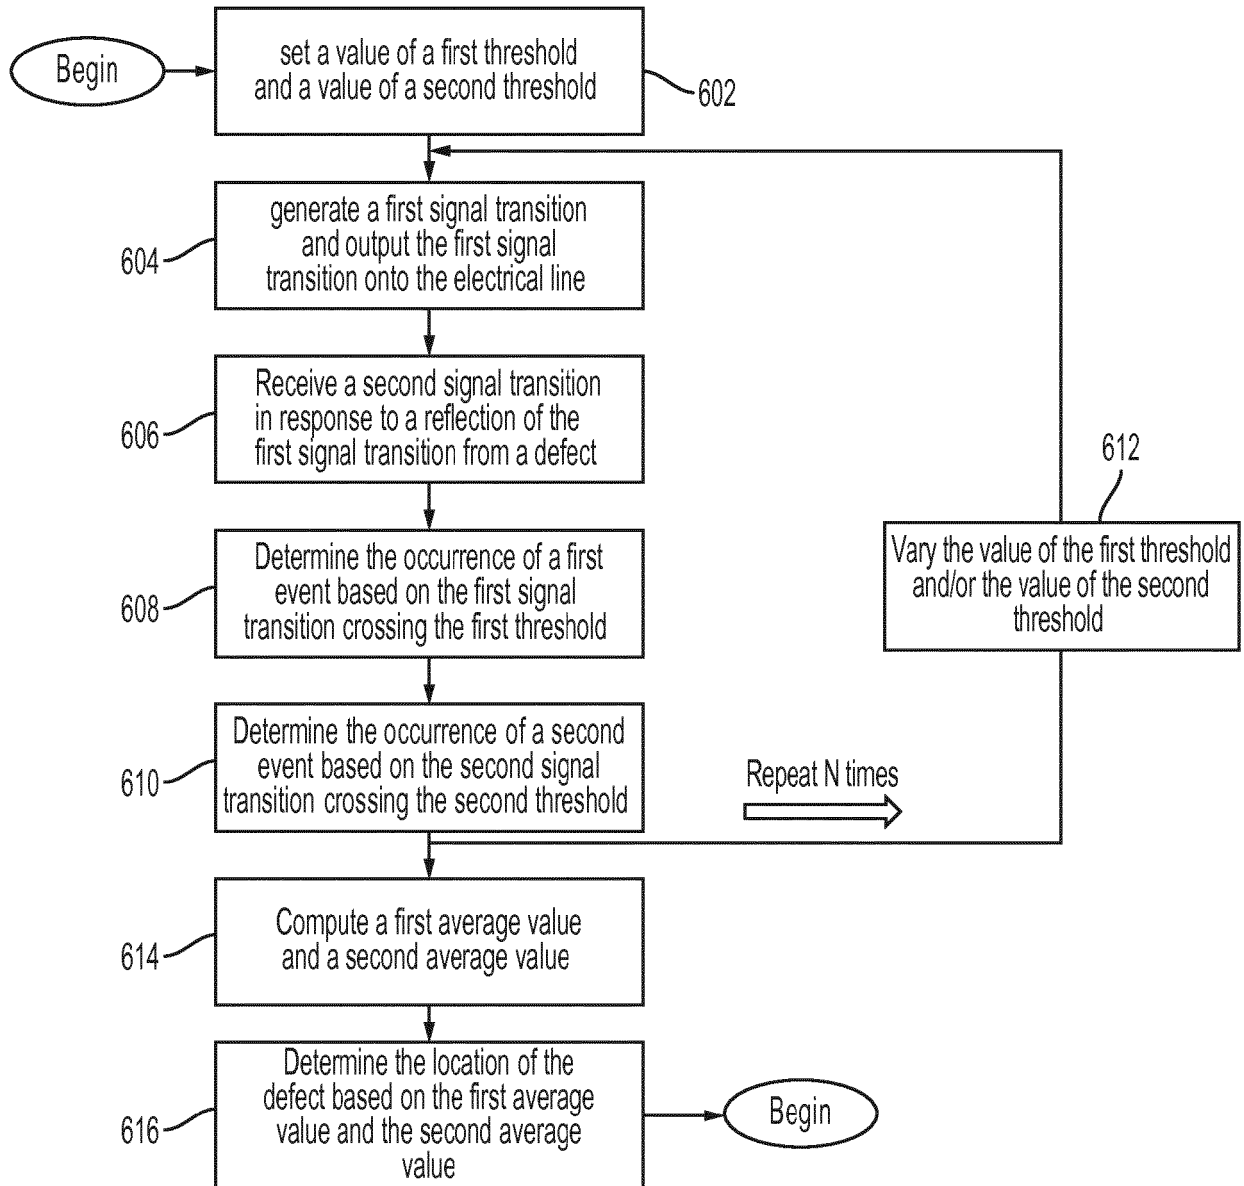 Begin
set a value of a first threshold
and a value of a second threshold
602
generate a first signal transition
and output the first signal
transition onto the electrical line
604
Receive a second signal transition
in response to a reflection of the
first signal transition from a defect
606
612
Vary the value of the first threshold
and/or the value of the second
threshold
Determine the occurrence of a first
event based on the first signal
transition crossing the first threshold
608
Determine the occurrence of a second
event based on the second signal
transition crossing the second threshold
610
Repeat N times
Compute a first average value
and a second average value
614
Determine the location of the
defect based on the first average
value and the second average
value
616
Begin